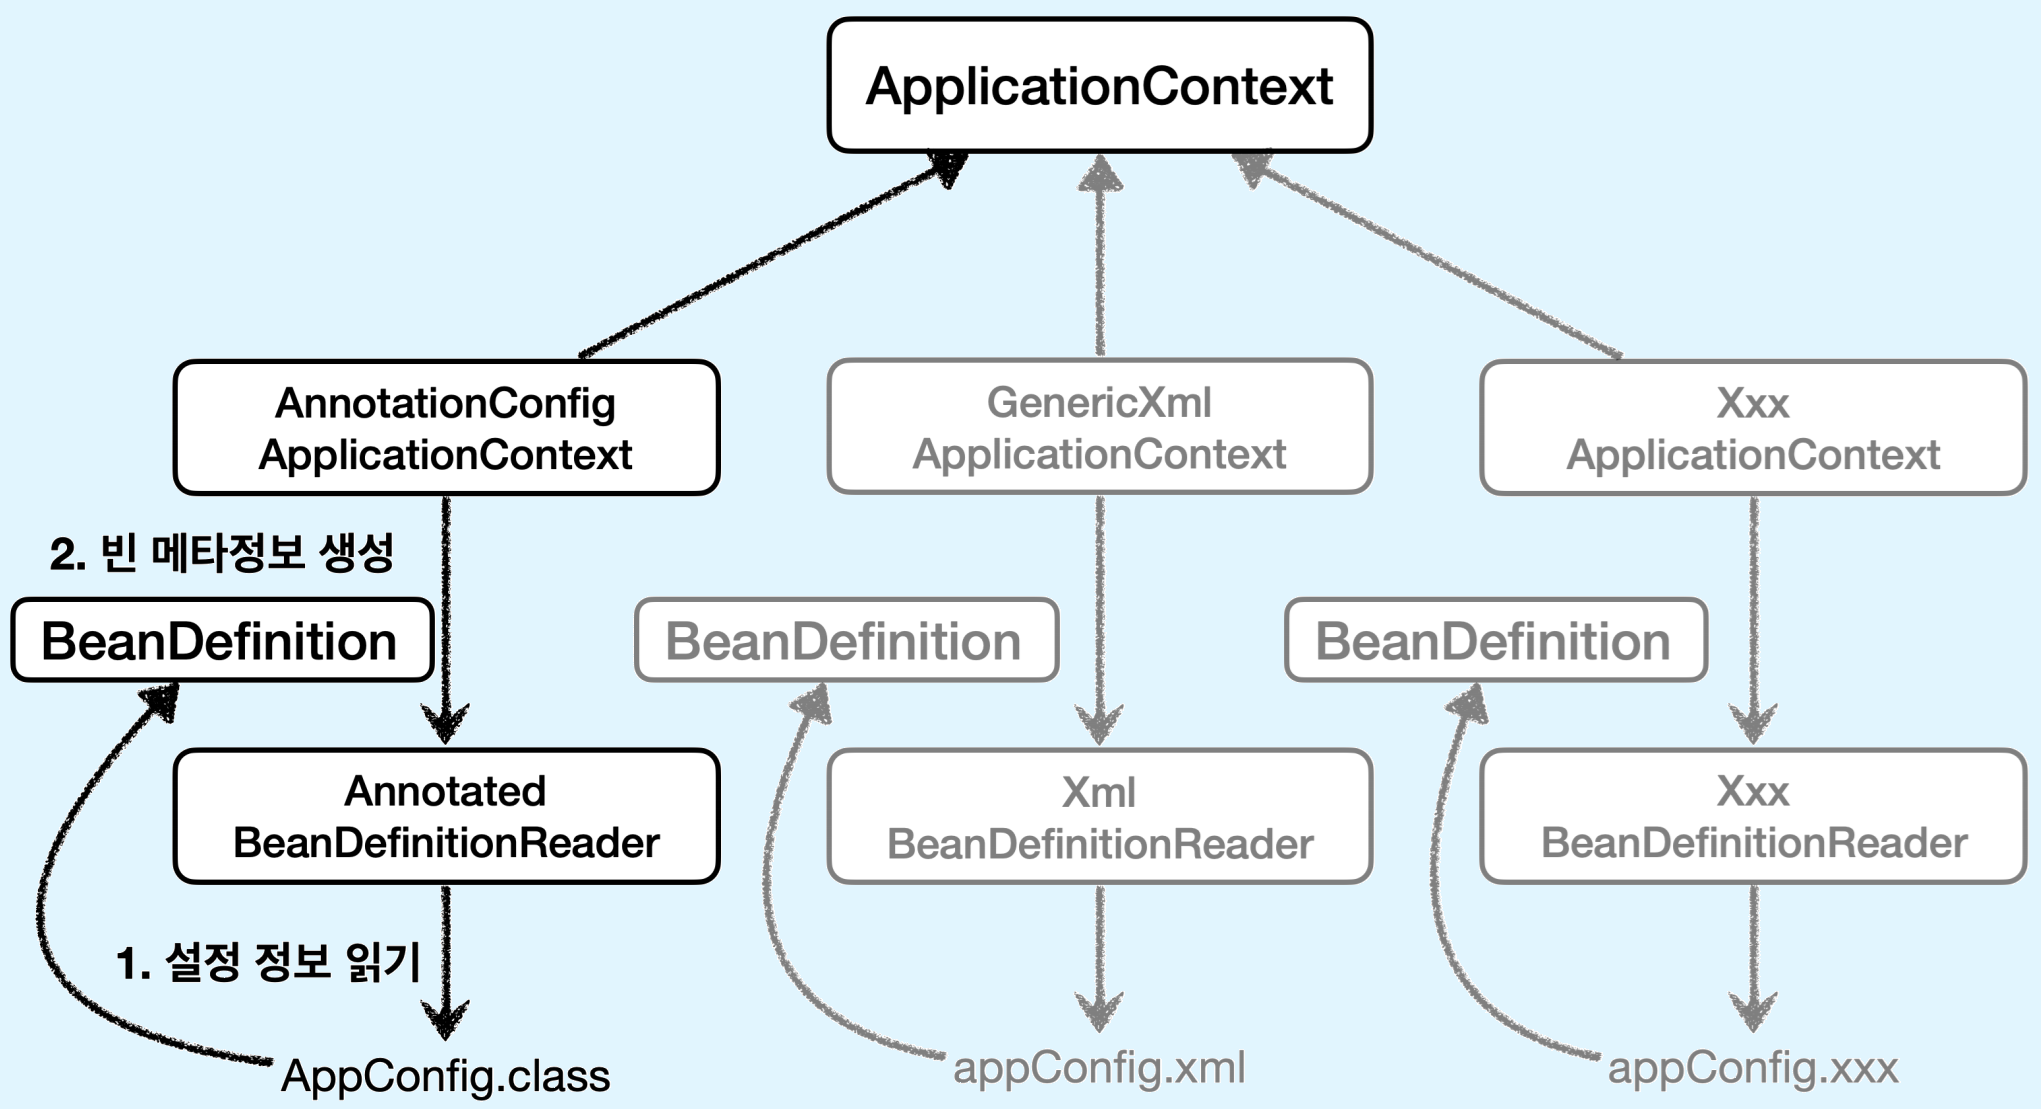 ApplicationContext
AnnotationConfig
ApplicationContext
GenericXml
ApplicationContext
Xxx
ApplicationContext
2. 빈 메타정보 생성
BeanDefinition
BeanDefinition
BeanDefinition
Annotated
BeanDefinitionReader
Xml
BeanDefinitionReader
Xxx
BeanDefinitionReader
1. 설정 정보 읽기
AppConfig.class
appConfig.xml
appConfig.xxx